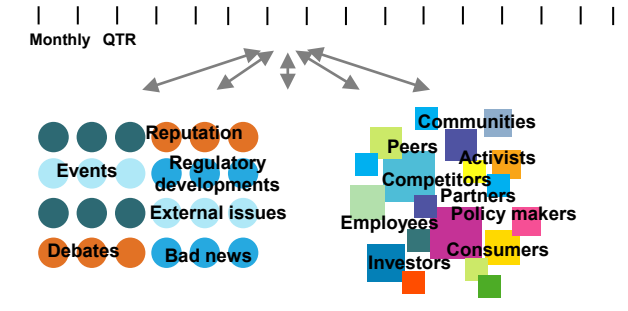 Monthly QTR
Reputation
Events
Regulatory
developments
External issues
Debates
Bad news
Communities
Peers
Activists
Competitors
Partners
Employees
Policy makers
Consumers
Investors